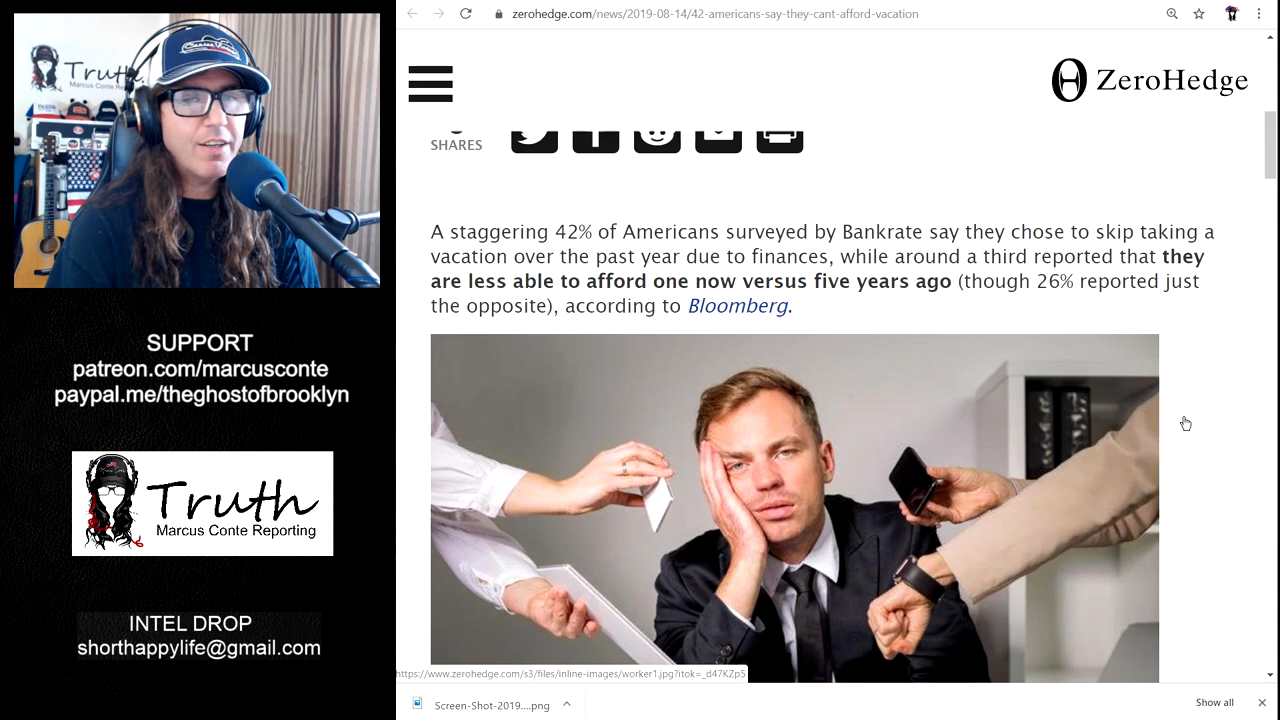 Truth
Marcus Conte Rep
SUPPORT
patreon.com/marcusconte
paypal.me/theghostofbrooklyn
Truth
Marcus Conte Reporting
INTEL DROP
shorthappylife@gmail.com
zerohedge.com/news/2019-08-14/42-americans-say-they-cant-afford-vacation
ZeroHedge
SHARES
A staggering 42% of Americans surveyed by Bankrate say they chose to skip taking a
vacation over the past year due to finances, while around a third reported that they
are less able to afford one now versus five years ago (though 26% reported just
the opposite), according to Bloomberg.
https://www.zerohedge.com/s3/files/inline-images/worker1.jpg?itok=_d47KZp5
Screen-Shot-2019....png
Show all